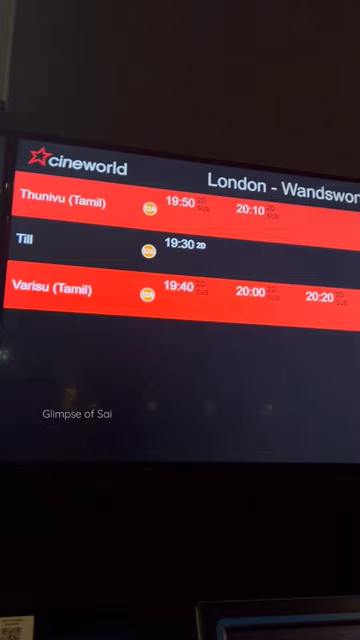 cineworld
London - Wandswor
Thunivu (Tamil) 12A 19:50 2D SUB 20:10 2D SUB
Till 12A 19:30 2D
Varisu (Tamil) 12A 19:40 2D SUB 20:00 2D SUB 20:20 2D SUB
Glimpse of Sai